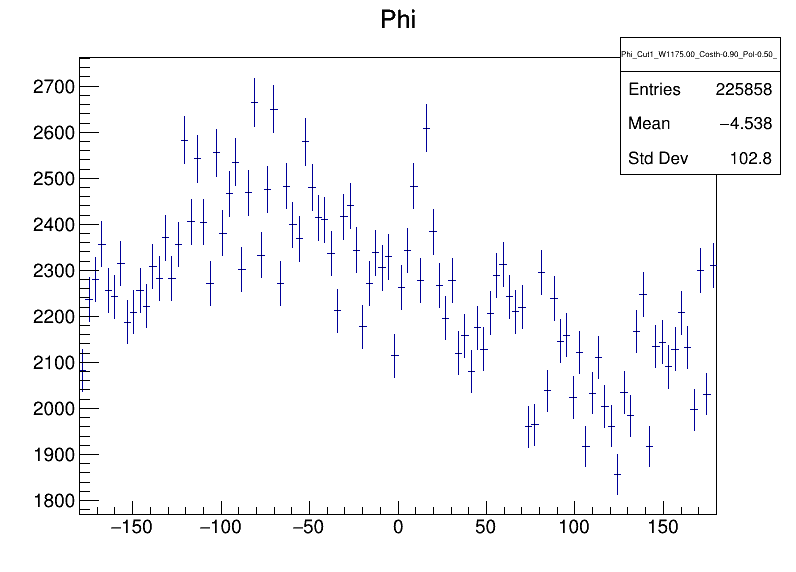 Phi
Phi_Cut1_W1175.00_Costh-0.90_Pol-0.50_
Entries 225858
Mean −4.538
Std Dev 102.8
2700
2600
2500
2400
2300
2200
2100
2000
1900
1800
−150 −100 −50 0 50 100 150